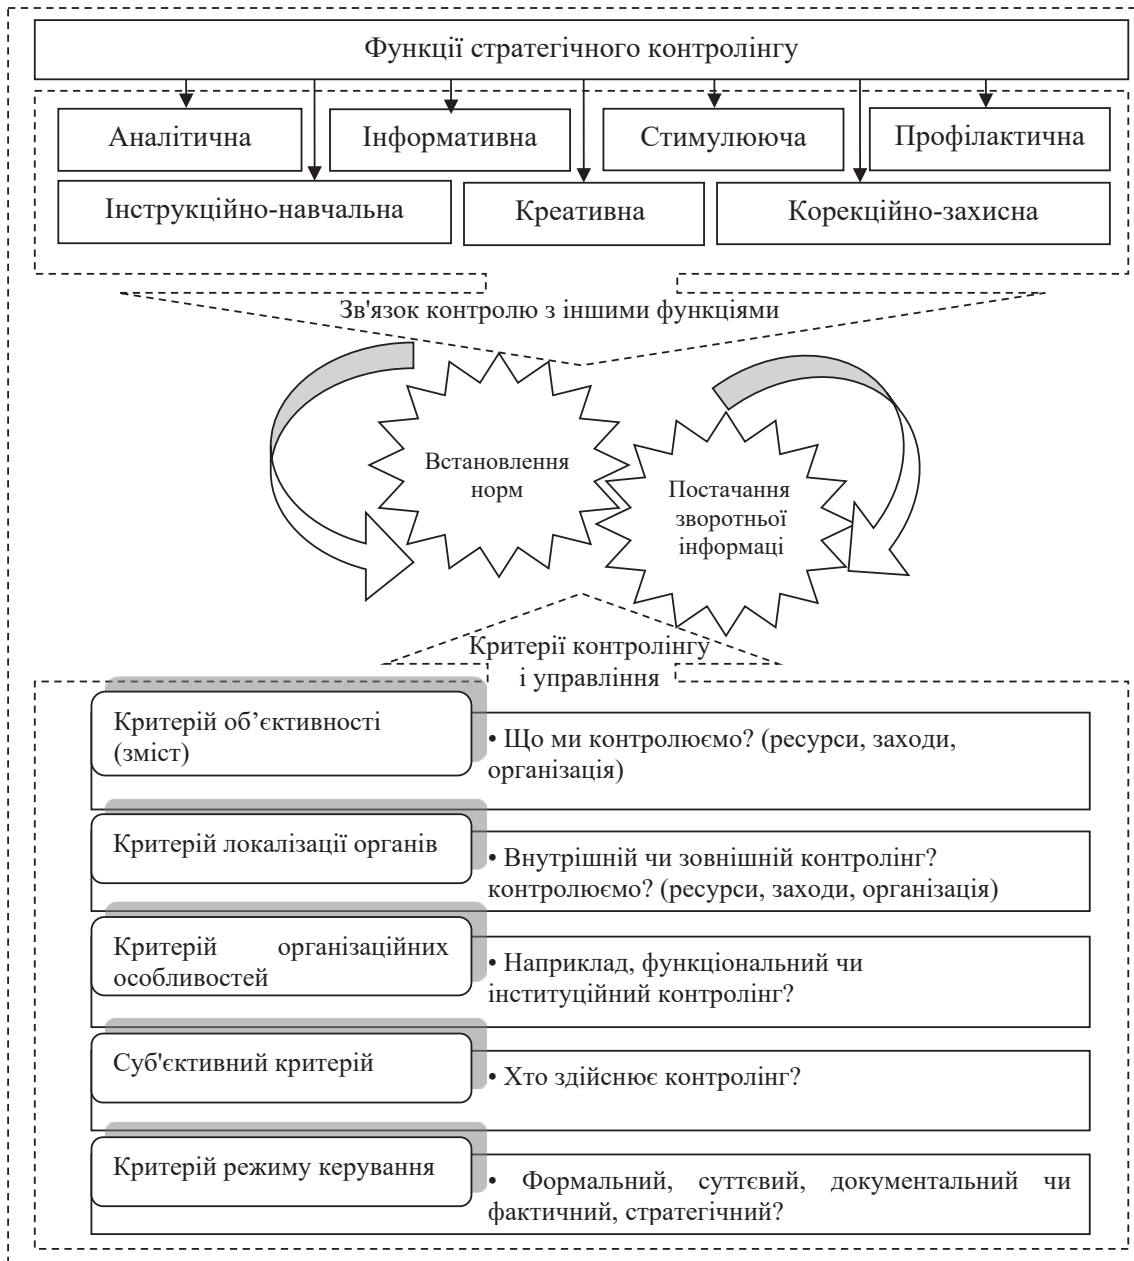 Функції стратегічного контролінгу
Аналітична
Інформативна
Стимулююча
Профілактична
Інструкційно-навчальна
Креативна
Корекційно-захисна
Зв'язок контролю з іншими функціями
Встановлення
норм
Постачання
зворотньої
інформаці
Критерії контролінгу
і управління
Критерій об’єктивності
(зміст)
• Що ми контролюємо? (ресурси, заходи,
організація)
Критерій локалізації органів
• Внутрішній чи зовнішній контролінг?
контролюємо? (ресурси, заходи, організація)
Критерій організаційних
особливостей
• Наприклад, функціональний чи
інституційний контролінг?
Суб'єктивний критерій
• Хто здійснює контролінг?
Критерій режиму керування
• Формальний, суттєвий, документальний чи
фактичний, стратегічний?